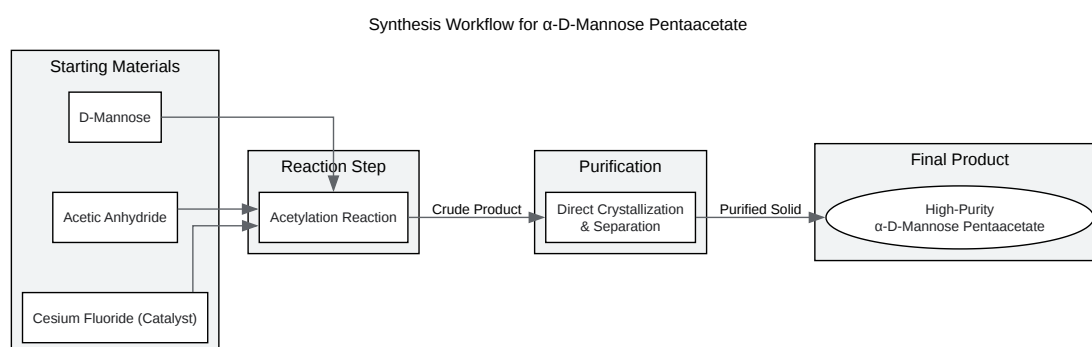 Synthesis Workflow for α-D-Mannose Pentaacetate
Starting Materials
D-Mannose
Acetic Anhydride
Cesium Fluoride (Catalyst)
Reaction Step
Acetylation Reaction
Crude Product
Purification
Direct Crystallization
& Separation
Purified Solid
Final Product
High-Purity
α-D-Mannose Pentaacetate